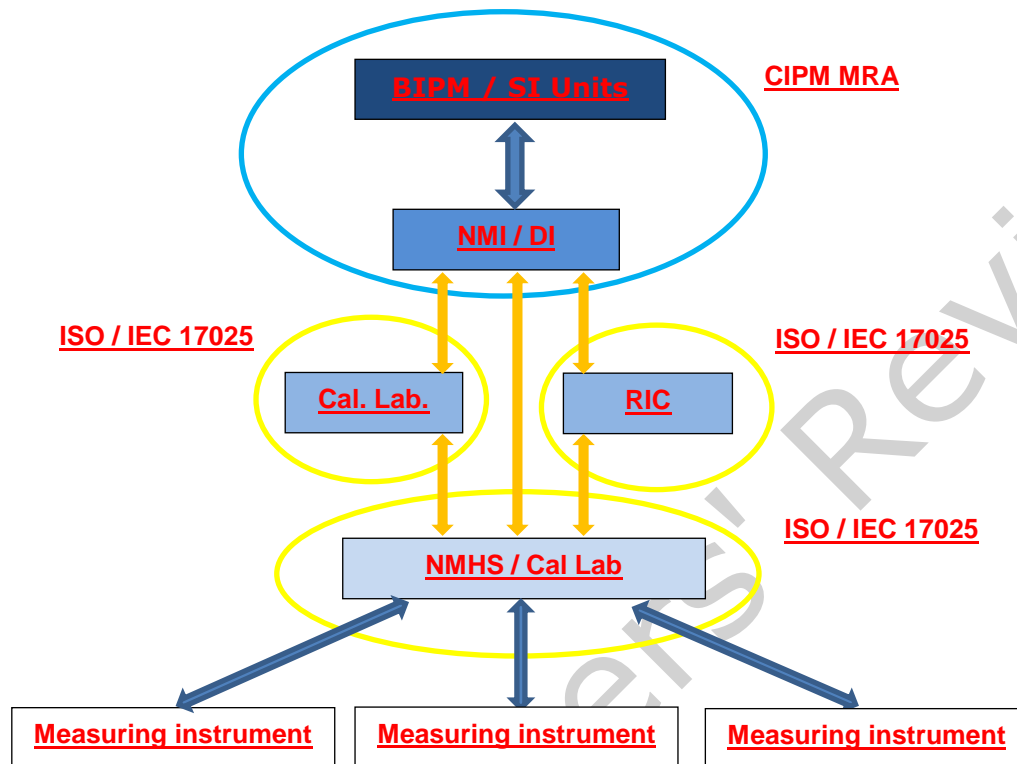 BIPM / SI Units
CIPM MRA
NMI / DI
ISO / IEC 17025
ISO / IEC 17025
Cal. Lab.
RIC
ISO / IEC 17025
NMHS / Cal Lab
Measuring instrument
Measuring instrument
Measuring instrument